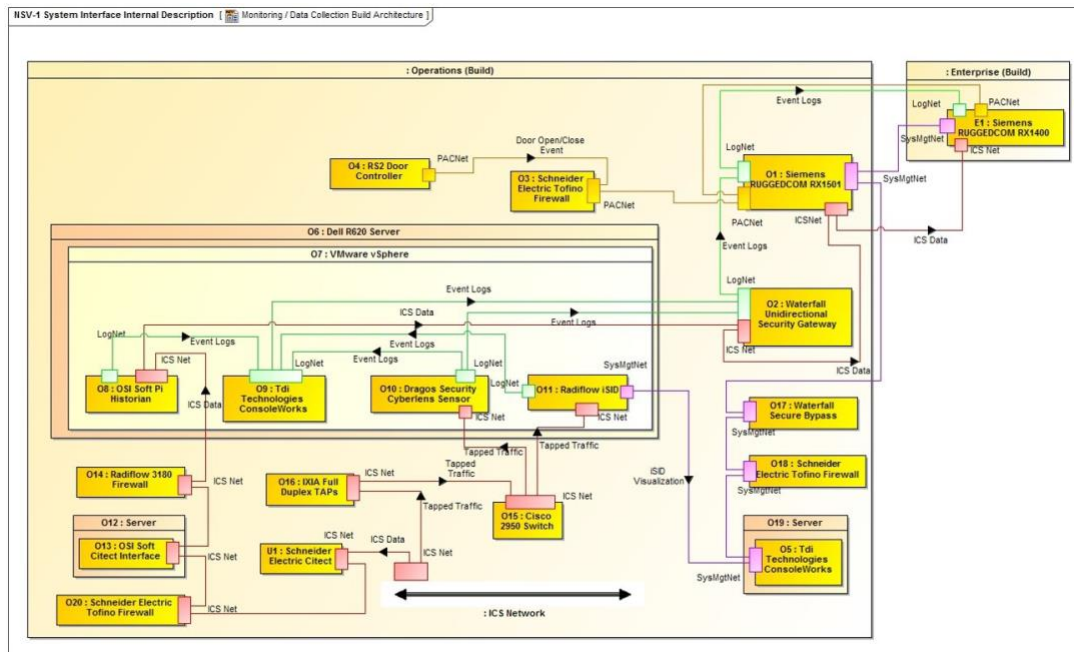 NSV-1 System Interface Internal Description [ Monitoring / Data Collection Build Architecture ]
: Operations (Build)
: Enterprise (Build)
Event Logs
LogNet
PACNet
E1 : Siemens
RUGGEDCOM RX1400
SysMgtNet
ICS Net
Door Open/Close
Event
O4 : RS2 Door
Controller
PACNet
O3 : Schneider
Electric Tofino
Firewall
PACNet
LogNet
O1 : Siemens
RUGGEDCOM RX1501
SysMgtNet
PACNet
ICSNet
ICS Data
Event Logs
O6 : Dell R620 Server
O7 : VMware vSphere
LogNet
O2 : Waterfall
Unidirectional
Security Gateway
ICS Net
ICS Data
Event Logs
ICS Data
Event Logs
LogNet
Event Logs
Event Logs
Event Logs
ICS Net
LogNet
LogNet
LogNet
SysMgtNet
O8 : OSI Soft Pi
Historian
O9 : Tdi
Technologies
ConsoleWorks
O10 : Dragos Security
Cyberlens Sensor
O11 : Radiflow iSID
ICS Data
ICS Net
ICS Net
O17 : Waterfall
Secure Bypass
SysMgtNet
Tapped Traffic
Tapped Traffic
O14 : Radiflow 3180
Firewall
ICS Net
O16 : IXIA Full
Duplex TAPs
ICS Net
Tapped
Traffic
O18 : Schneider
Electric Tofino Firewall
SysMgtNet
iSID
Visualization
Tapped Traffic
ICS Net
O15 : Cisco
2950 Switch
O12 : Server
O13 : OSI Soft
Citect Interface
ICS Net
ICS Net
ICS Data
U1 : Schneider
Electric Citect
ICS Net
O19 : Server
O5 : Tdi
Technologies
ConsoleWorks
SysMgtNet
O20 : Schneider Electric
Tofino Firewall
ICS Net
: ICS Network